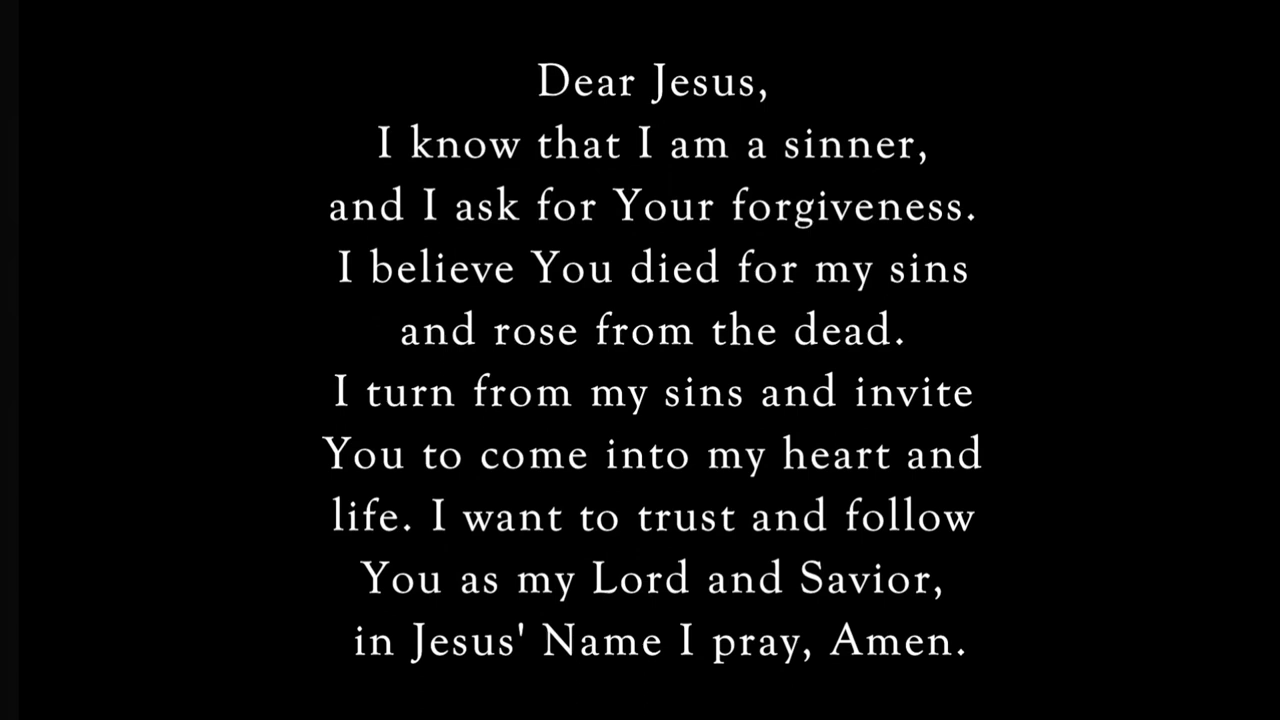 Dear Jesus,
I know that I am a sinner,
and I ask for Your forgiveness.
I believe You died for my sins
and rose from the dead.
I turn from my sins and invite
You to come into my heart and
life. I want to trust and follow
You as my Lord and Savior,
in Jesus' Name I pray, Amen.